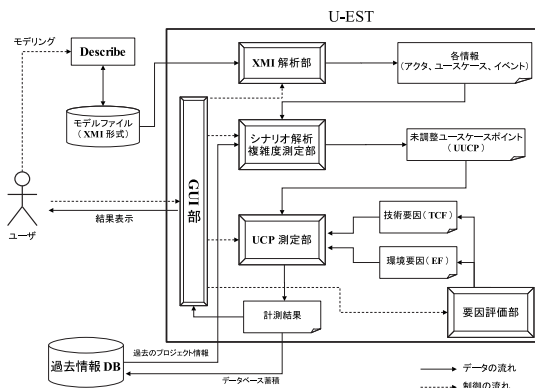 U-EST
モデリング
Describe
XMI 解析部
各情報
(アクタ、ユースケース、イベント)
モデルファイル
(XMI 形式)
シナリオ解析
複雑度測定部
未調整ユースケースポイント
(UUCP)
GUI 部
ユーザ
結果表示
UCP 測定部
技術要因(TCF)
環境要因(EF)
計測結果
要因評価部
過去情報 DB
過去のプロジェクト情報
データベース蓄積
データの流れ
制御の流れ